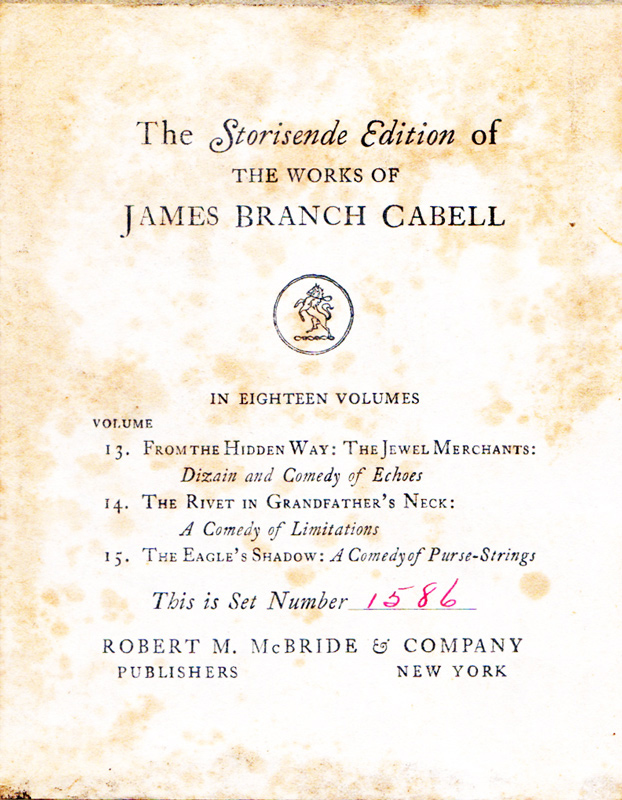 The Storisende Edition of
THE WORKS OF
JAMES BRANCH CABELL
IN EIGHTEEN VOLUMES
VOLUME
13. FROM THE HIDDEN WAY: THE JEWEL MERCHANTS:
Dizain and Comedy of Echoes
14. THE RIVET IN GRANDFATHER'S NECK:
A Comedy of Limitations
15. THE EAGLE'S SHADOW: A Comedy of Purse-Strings
This is Set Number 1586
ROBERT M. McBRIDE & COMPANY
PUBLISHERS NEW YORK